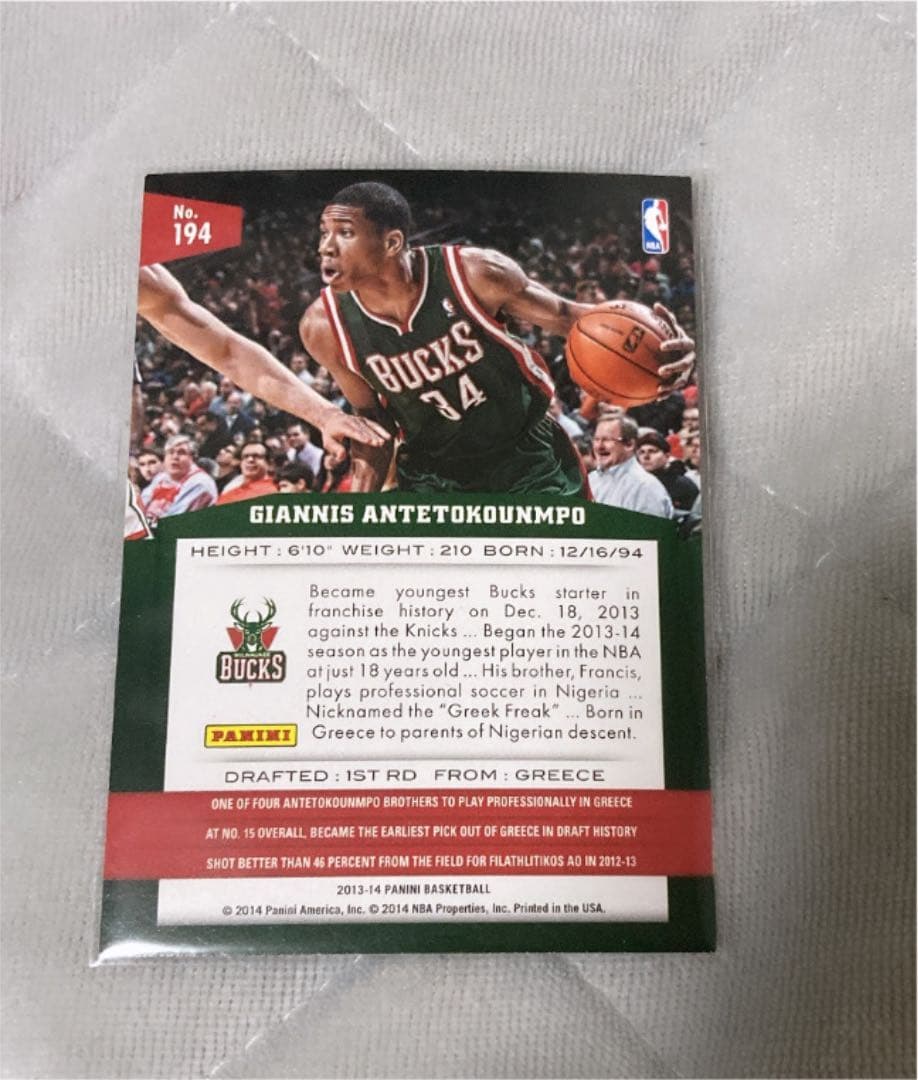 No.
194
NBA
BUCKS
34
GIANNIS ANTETOKOUNMPO
HEIGHT : 6'10" WEIGHT : 210 BORN : 12/16/94
Became youngest Bucks starter in
franchise history on Dec. 18, 2013
against the Knicks ... Began the 2013-14
season as the youngest player in the NBA
at just 18 years old ... His brother, Francis,
plays professional soccer in Nigeria ...
Nicknamed the "Greek Freak" ... Born in
Greece to parents of Nigerian descent.
MILWAUKEE
BUCKS
PANINI
DRAFTED : 1ST RD FROM : GREECE
ONE OF FOUR ANTETOKOUNMPO BROTHERS TO PLAY PROFESSIONALLY IN GREECE
AT NO. 15 OVERALL, BECAME THE EARLIEST PICK OUT OF GREECE IN DRAFT HISTORY
SHOT BETTER THAN 46 PERCENT FROM THE FIELD FOR FILATHLITIKOS AO IN 2012-13
2013-14 PANINI BASKETBALL
© 2014 Panini America, Inc. © 2014 NBA Properties, Inc. Printed in the USA.